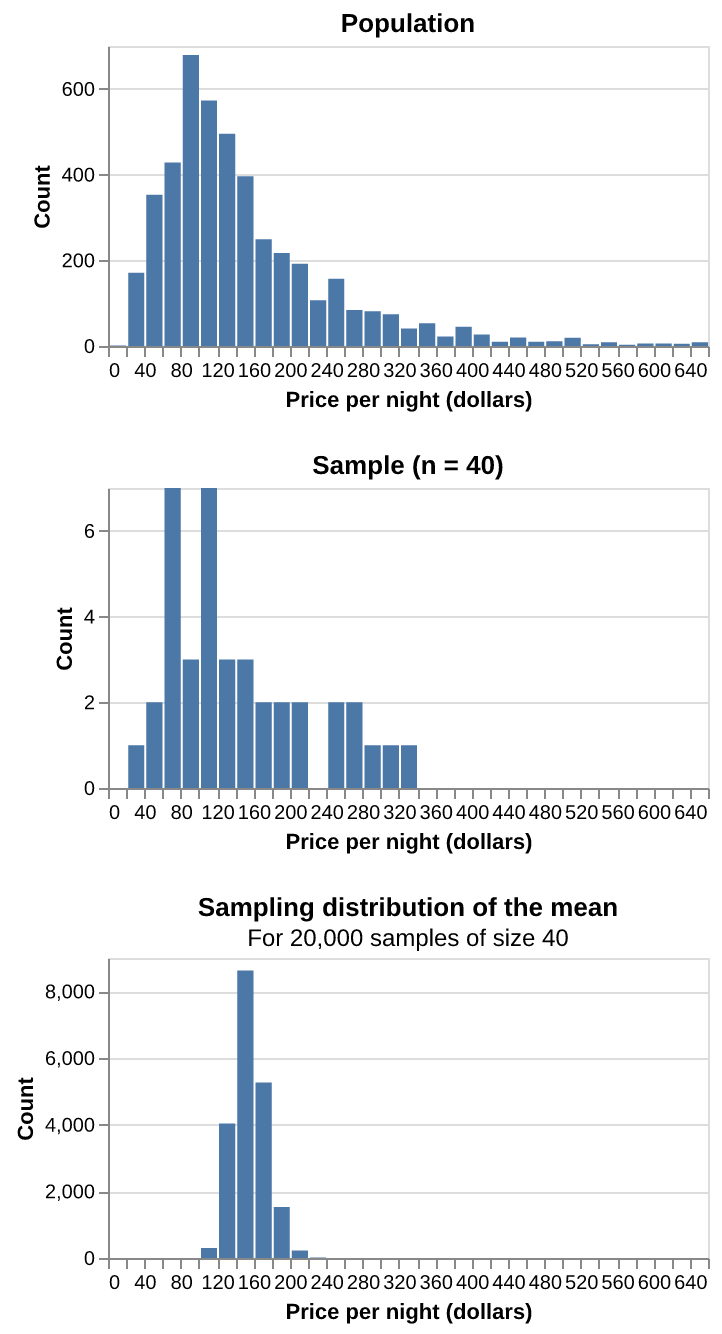 Population
600
400
200
0
Count
0 40 80 120 160 200 240 280 320 360 400 440 480 520 560 600 640
Price per night (dollars)
Sample (n = 40)
6
4
2
0
Count
0 40 80 120 160 200 240 280 320 360 400 440 480 520 560 600 640
Price per night (dollars)
Sampling distribution of the mean
For 20,000 samples of size 40
8,000
6,000
4,000
2,000
0
Count
0 40 80 120 160 200 240 280 320 360 400 440 480 520 560 600 640
Price per night (dollars)